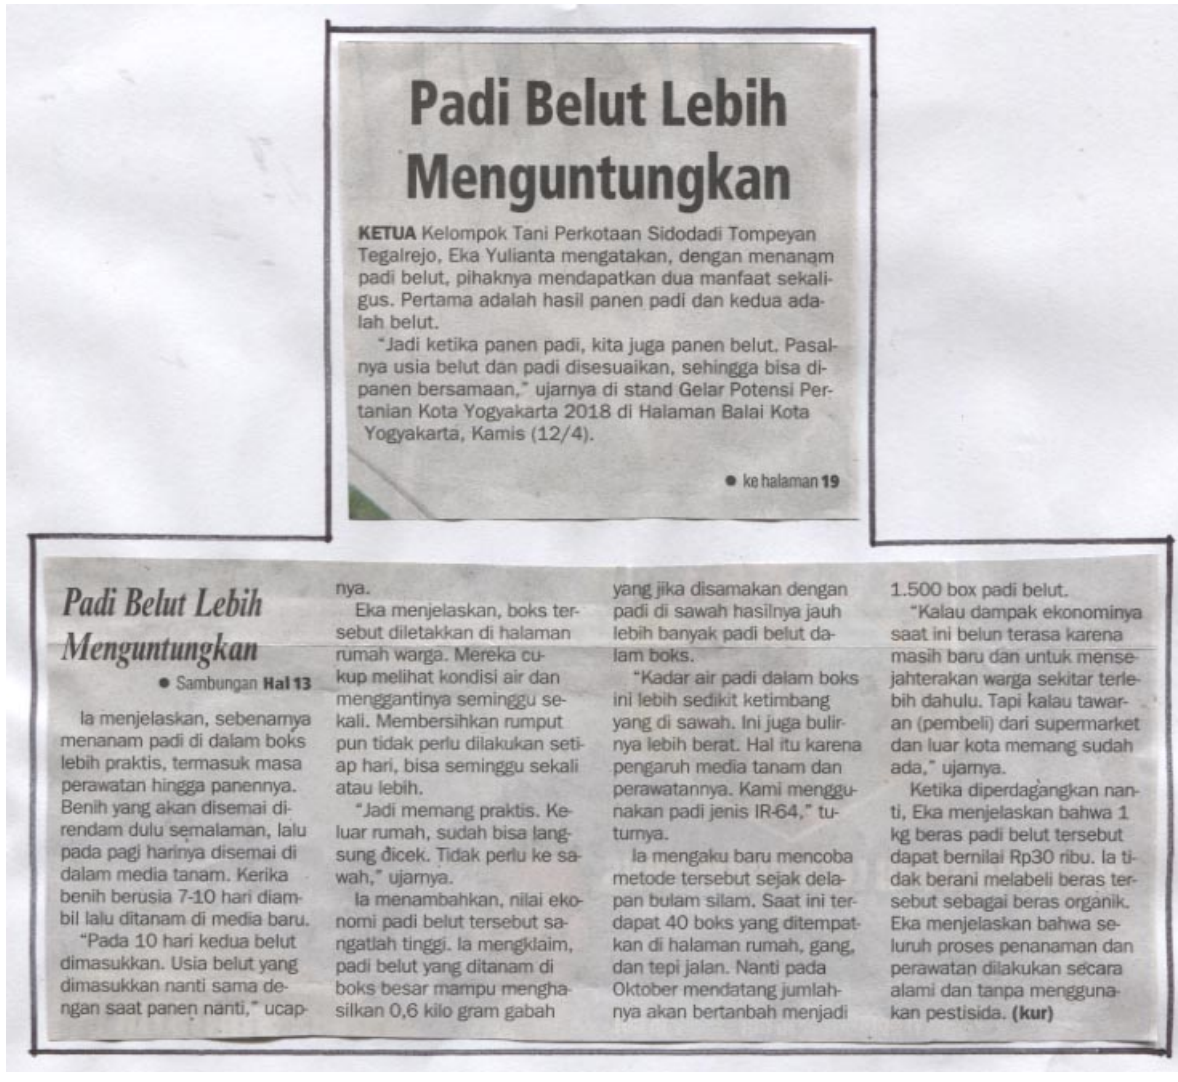 Padi Belut Lebih
Menguntungkan
KETUA Kelompok Tani Perkotaan Sidodadi Tompeyan
Tegalrejo, Eka Yulianta mengatakan, dengan menanam
padi belut, pihaknya mendapatkan dua manfaat sekali-
gus. Pertama adalah hasil panen padi dan kedua ada-
lah belut.
"Jadi ketika panen padi, kita juga panen belut. Pasal-
nya usia belut dan padi disesuaikan, sehingga bisa di-
panen bersamaan," ujarnya di stand Gelar Potensi Per-
tanian Kota Yogyakarta 2018 di Halaman Balai Kota
Yogyakarta, Kamis (12/4).
● ke halaman 19
Padi Belut Lebih
Menguntungkan
● Sambungan Hal 13
Ia menjelaskan, sebenarnya
menanam padi di dalam boks
lebih praktis, termasuk masa
perawatan hingga panennya.
Benih yang akan disemai di-
rendam dulu semalaman, lalu
pada pagi harinya disemai di
dalam media tanam. Kerika
benih berusia 7-10 hari diam-
bil lalu ditanam di media baru.
"Pada 10 hari kedua belut
dimasukkan. Usia belut yang
dimasukkan nanti sama de-
ngan saat panen nanti," ucap-
nya.
Eka menjelaskan, boks ter-
sebut diletakkan di halaman
rumah warga. Mereka cu-
kup melihat kondisi air dan
menggantinya seminggu se-
kali. Membersihkan rumput
pun tidak perlu dilakukan seti-
ap hari, bisa seminggu sekali
atau lebih.
"Jadi memang praktis. Ke-
luar rumah, sudah bisa lang-
sung dicek. Tidak perlu ke sa-
wah," ujarnya.
Ia menambahkan, nilai eko-
nomi padi belut tersebut sa-
ngatlah tinggi. Ia mengklaim,
padi belut yang ditanam di
boks besar mampu mengha-
silkan 0,6 kilo gram gabah
yang jika disamakan dengan
padi di sawah hasilnya jauh
lebih banyak padi belut da-
lam boks.
"Kadar air padi dalam boks
ini lebih sedikit ketimbang
yang di sawah. Ini juga bulir-
nya lebih berat. Hal itu karena
pengaruh media tanam dan
perawatannya. Kami menggu-
nakan padi jenis IR-64," tu-
turnya.
Ia mengaku baru mencoba
metode tersebut sejak dela-
pan bulam silam. Saat ini ter-
dapat 40 boks yang ditempat-
kan di halaman rumah, gang,
dan tepi jalan. Nanti pada
Oktober mendatang jumlah-
nya akan bertanbah menjadi
1.500 box padi belut.
"Kalau dampak ekonominya
saat ini belun terasa karena
masih baru dan untuk mense-
jahterakan warga sekitar terle-
bih dahulu. Tapi kalau tawar-
an (pembeli) dari supermarket
dan luar kota memang sudah
ada," ujarnya.
Ketika diperdagangkan nan-
ti, Eka menjelaskan bahwa 1
kg beras padi belut tersebut
dapat bernilai Rp30 ribu. Ia ti-
dak berani melabeli beras ter-
sebut sebagai beras organik.
Eka menjelaskan bahwa se-
luruh proses penanaman dan
perawatan dilakukan secara
alami dan tanpa mengguna-
kan pestisida. (kur)